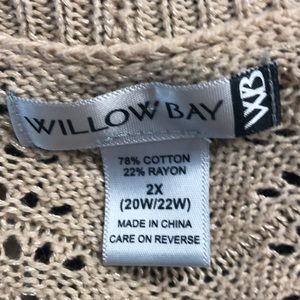 WILLOW BAY
WB
78% COTTON
22% RAYON
2X
(20W/22W)
MADE IN CHINA
CARE ON REVERSE